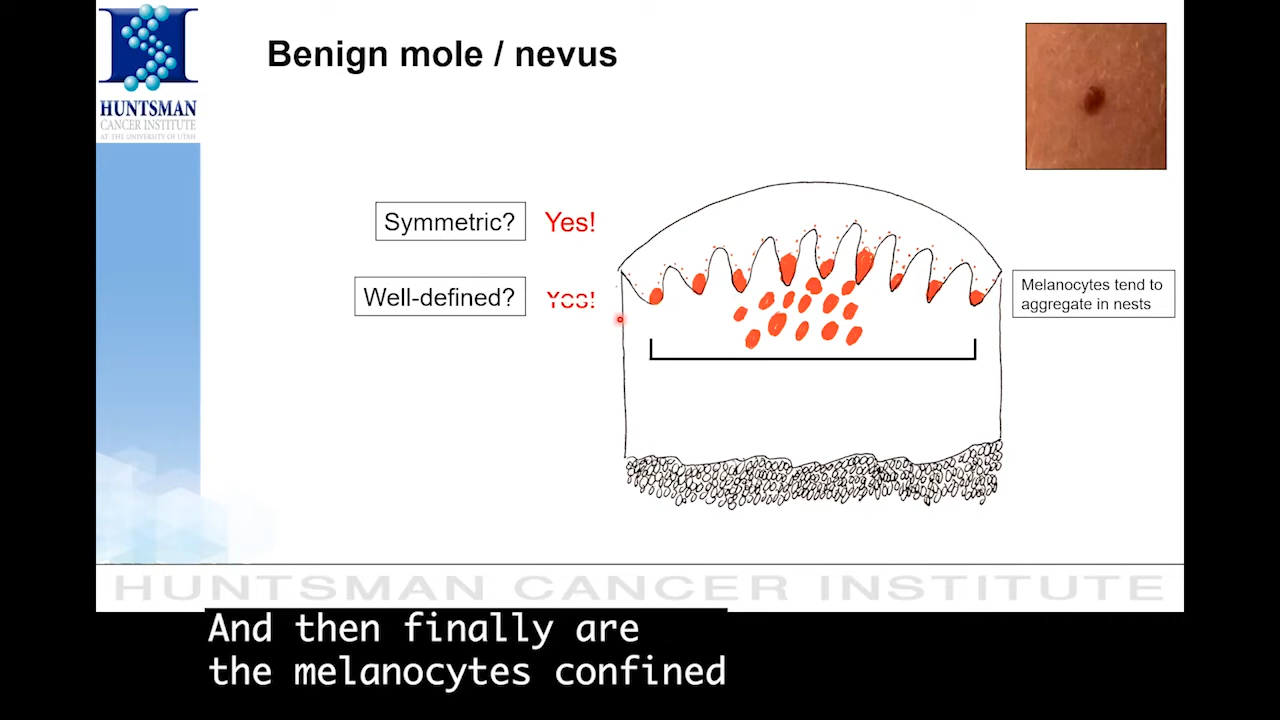 HUNTSMAN
CANCER INSTITUTE
AT THE UNIVERSITY OF UTAH
Benign mole / nevus
Symmetric? Yes!
Well-defined? Yes!
Melanocytes tend to
aggregate in nests
HUNTSMAN CANCER INSTITUTE
And then finally are
the melanocytes confined